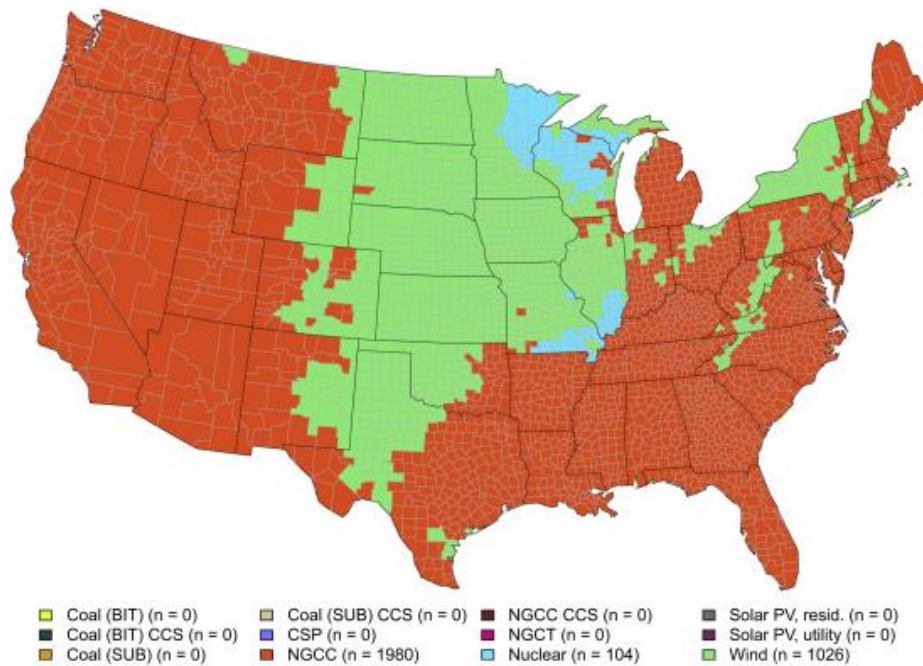 Coal (BIT) (n = 0)
Coal (SUB) CCS (n = 0)
NGCC CCS (n = 0)
Solar PV, resid. (n = 0)
Coal (BIT) CCS (n = 0)
CSP (n = 0)
NGCT (n = 0)
Solar PV, utility (n = 0)
Coal (SUB) (n = 0)
NGCC (n = 1980)
Nuclear (n = 104)
Wind (n = 1026)